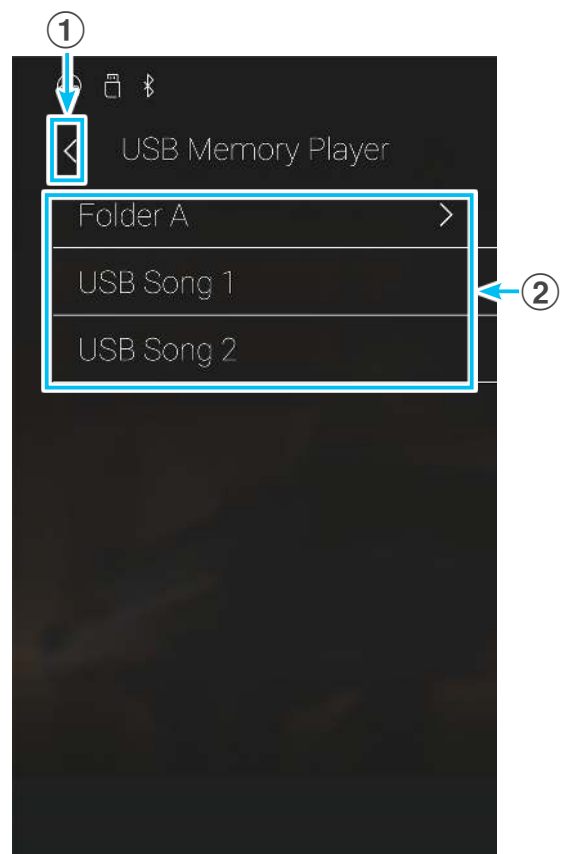 ①
USB Memory Player
Folder A
USB Song 1
②
USB Song 2